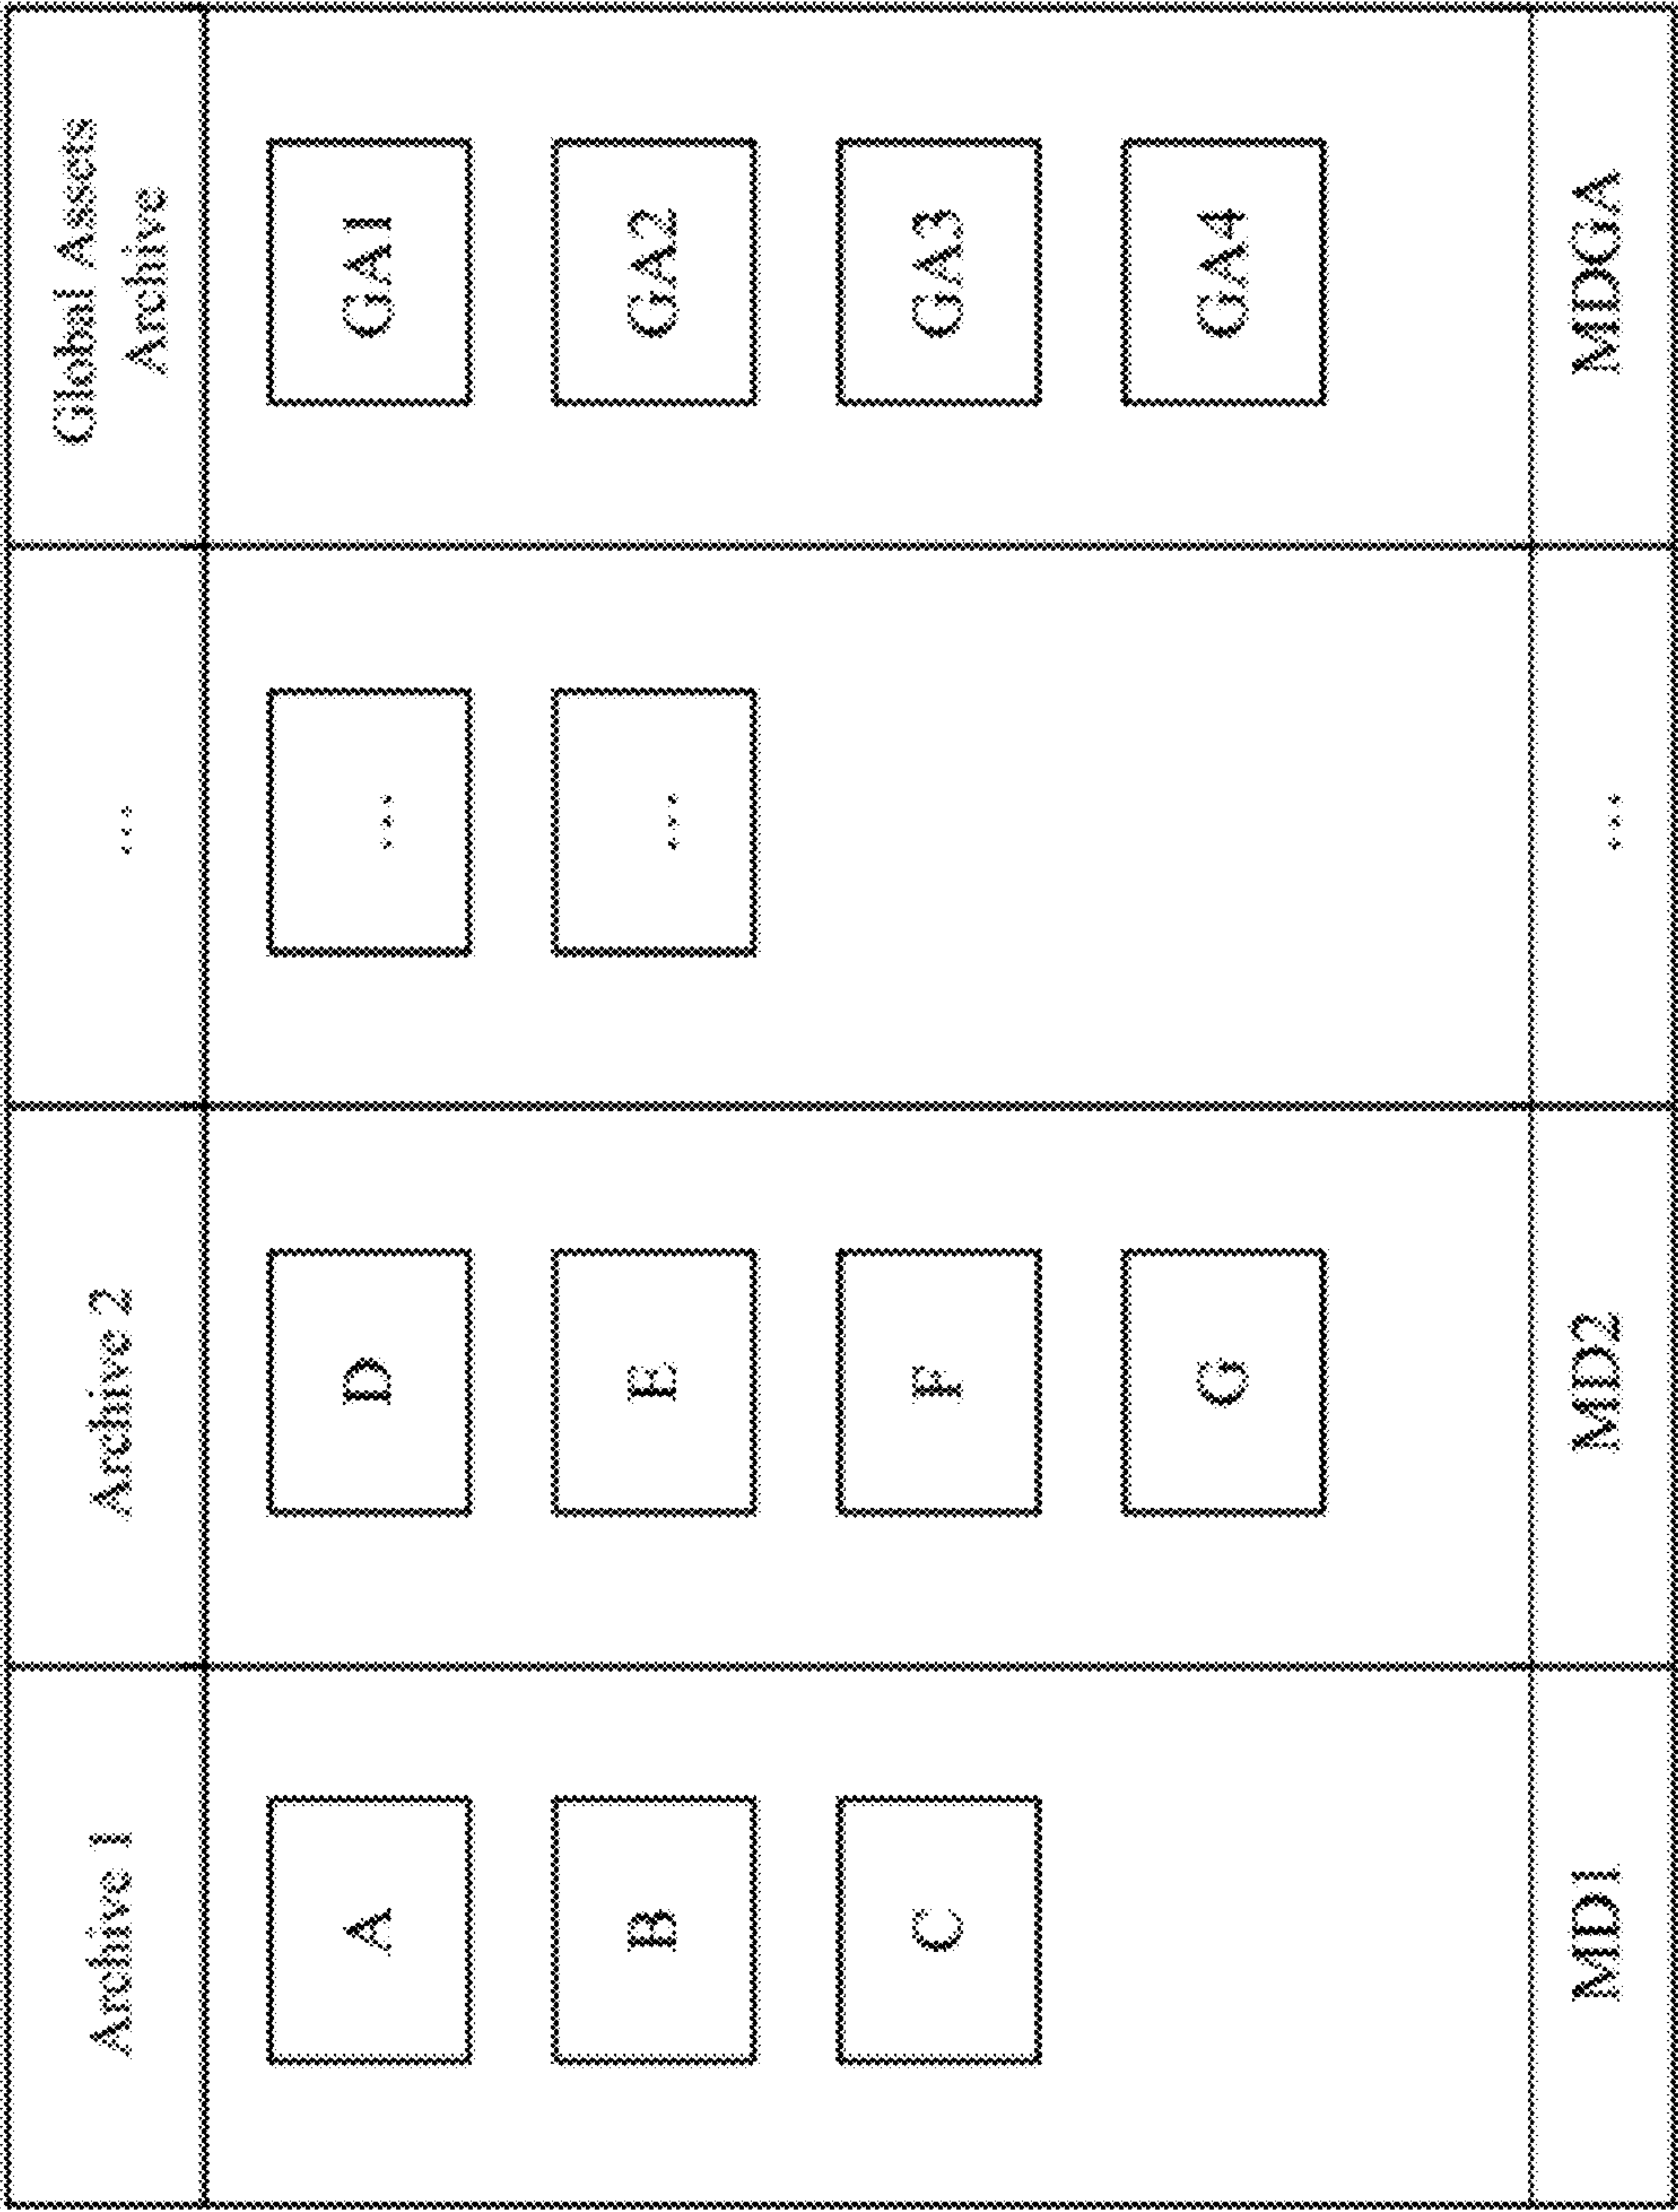 Archive 1
Archive 2
...
Global Assets
Archive
A
D
...
GA1
B
E
...
GA2
C
F
GA3
G
GA4
MD1
MD2
...
MDGA